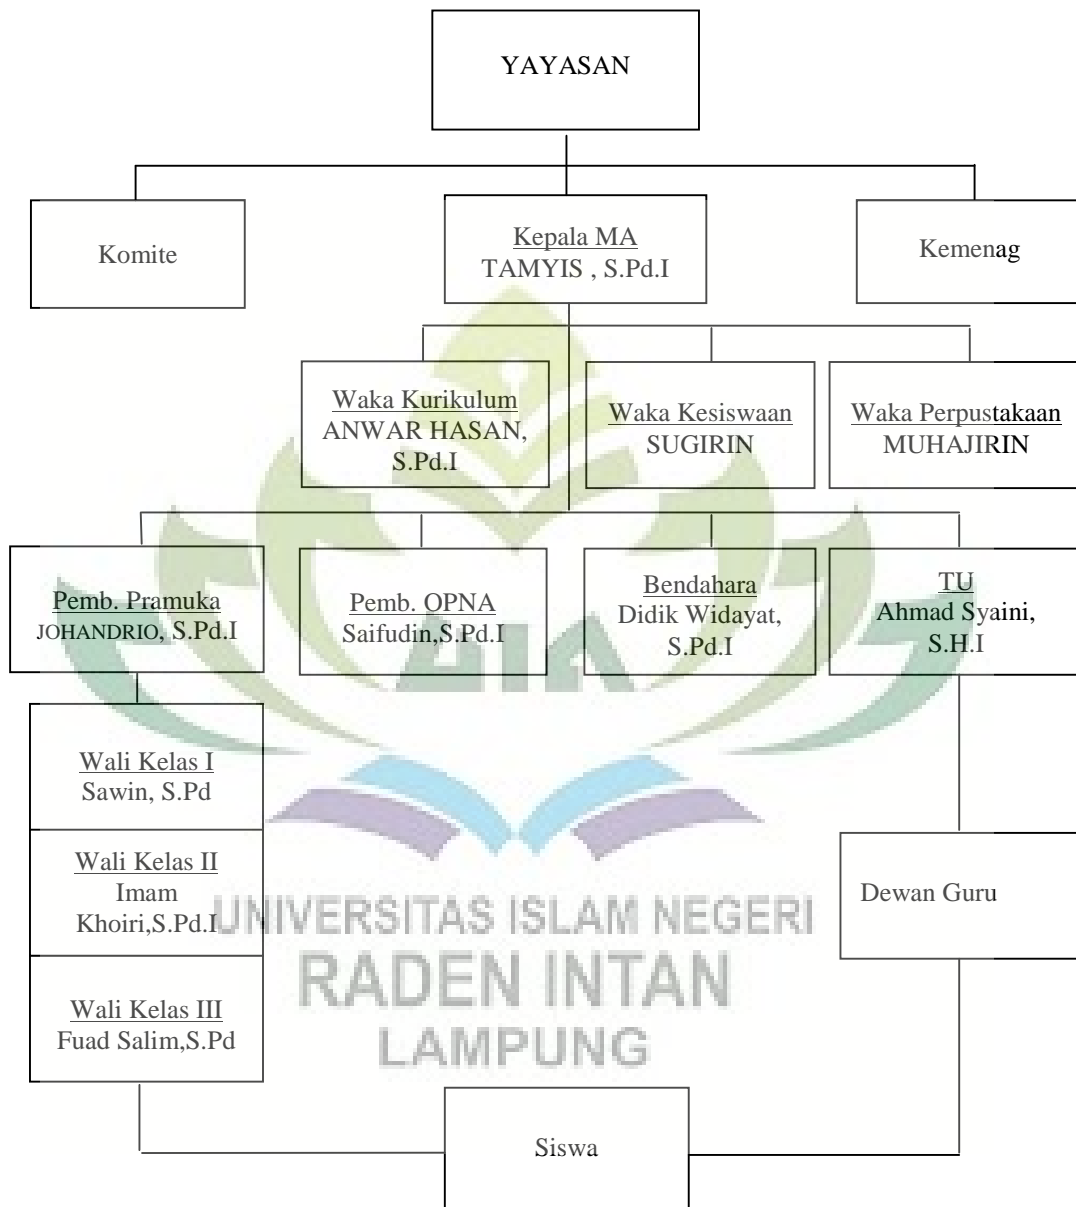 YAYASAN
Komite
Kepala MA
TAMYIS , S.Pd.I
Kemenag
Waka Kurikulum
ANWAR HASAN,
S.Pd.I
Waka Kesiswaan
SUGIRIN
Waka Perpustakaan
MUHAJIRIN
Pemb. Pramuka
JOHANDRIO, S.Pd.I
Pemb. OPNA
Saifudin,S.Pd.I
Bendahara
Didik Widayat,
S.Pd.I
TU
Ahmad Syaini,
S.H.I
Wali Kelas I
Sawin, S.Pd
Wali Kelas II
Imam
Khoiri,S.Pd.I
Wali Kelas III
Fuad Salim,S.Pd
Dewan Guru
UNIVERSITAS ISLAM NEGERI
RADEN INTAN
LAMPUNG
Siswa